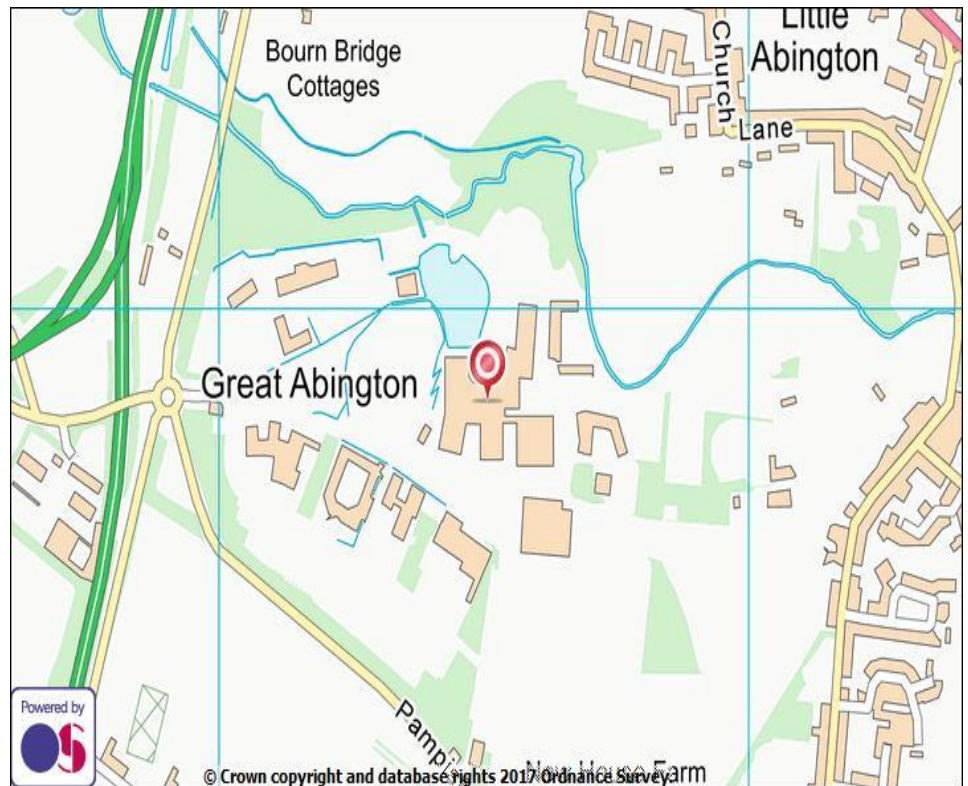 Little
Abington
Bourn Bridge
Cottages
Church
Lane
Great Abington
Powered by
OS
© Crown copyright and database rights 2017 Ordnance Survey.
New House Farm